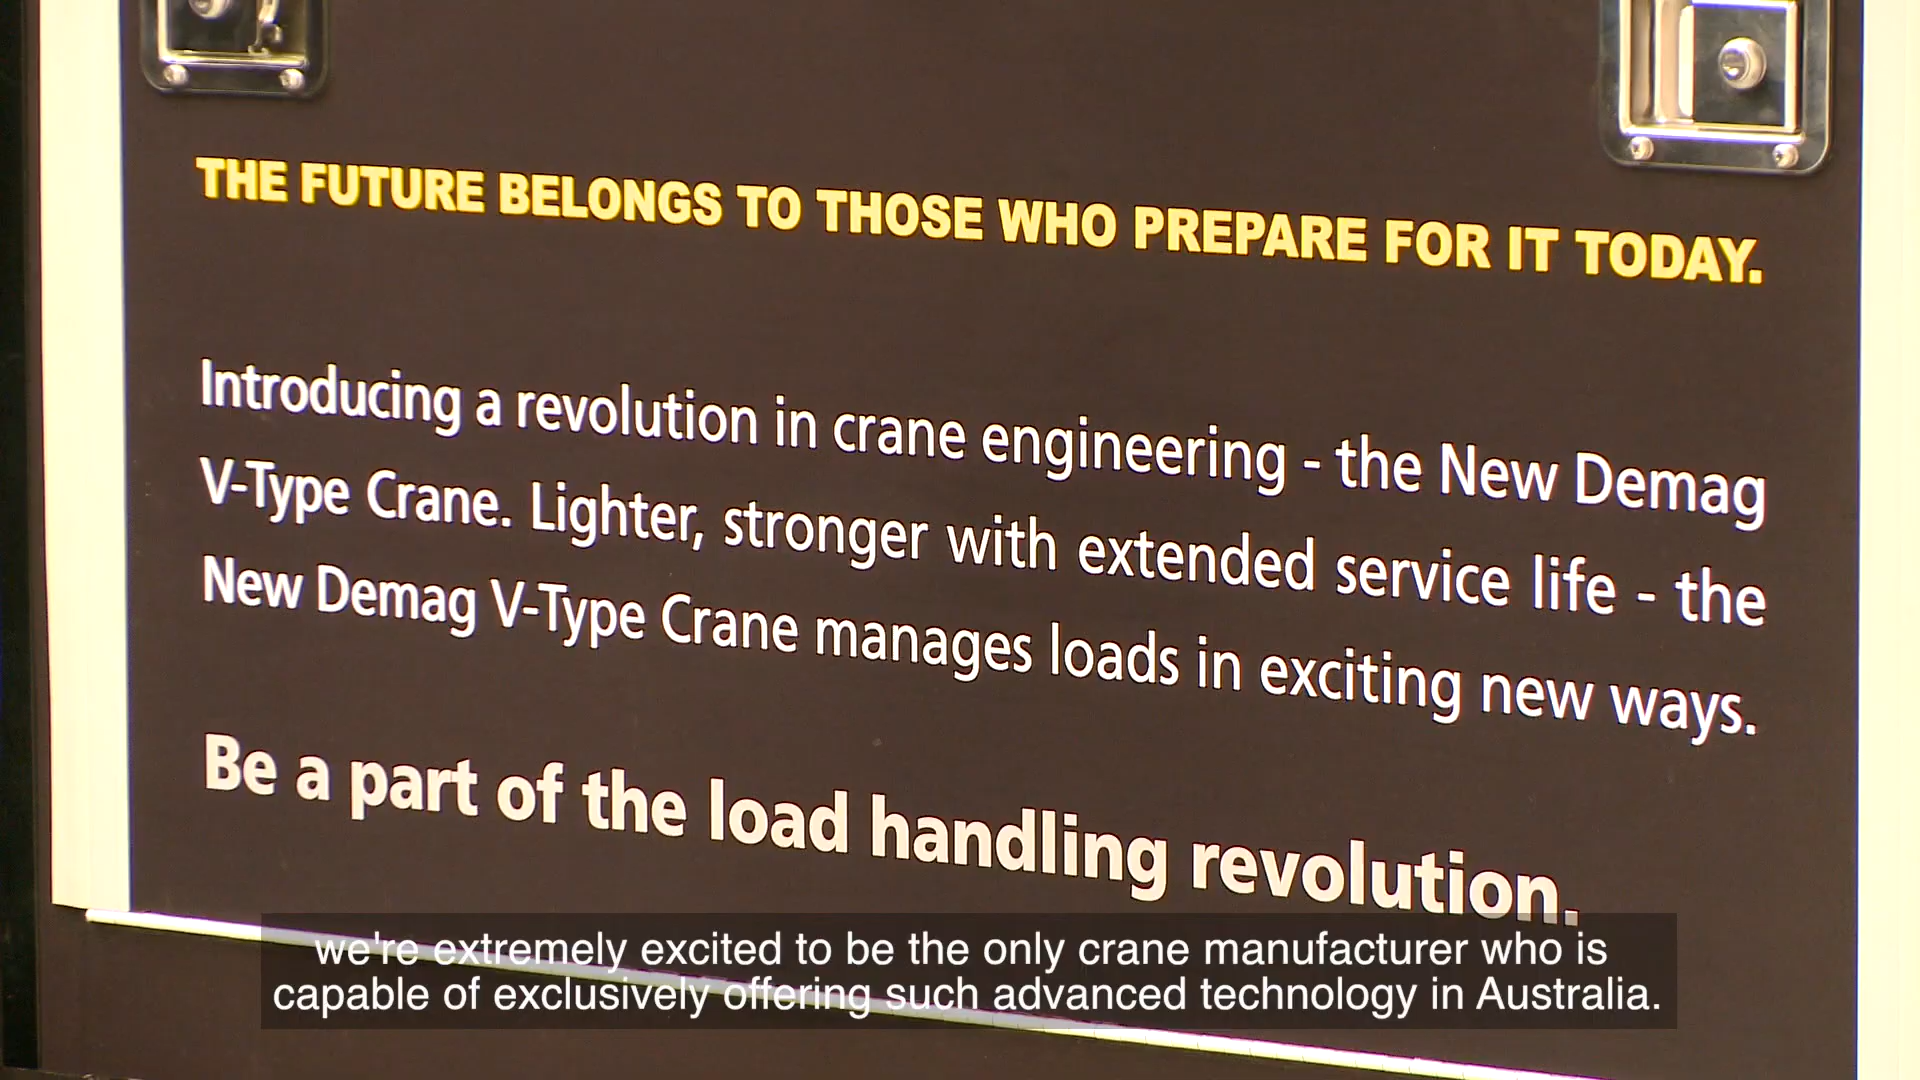 THE FUTURE BELONGS TO THOSE WHO PREPARE FOR IT TODAY.
Introducing a revolution in crane engineering - the New Demag
V-Type Crane. Lighter, stronger with extended service life - the
New Demag V-Type Crane manages loads in exciting new ways.
Be a part of the load handling revolution.
we're extremely excited to be the only crane manufacturer who is
capable of exclusively offering such advanced technology in Australia.